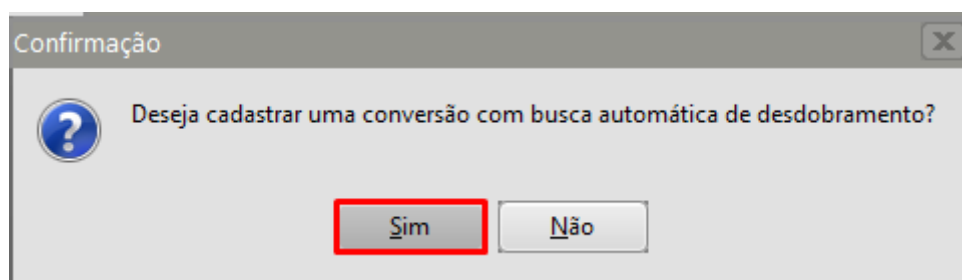 Confirmação
Deseja cadastrar uma conversão com busca automática de desdobramento?
Sim
Não